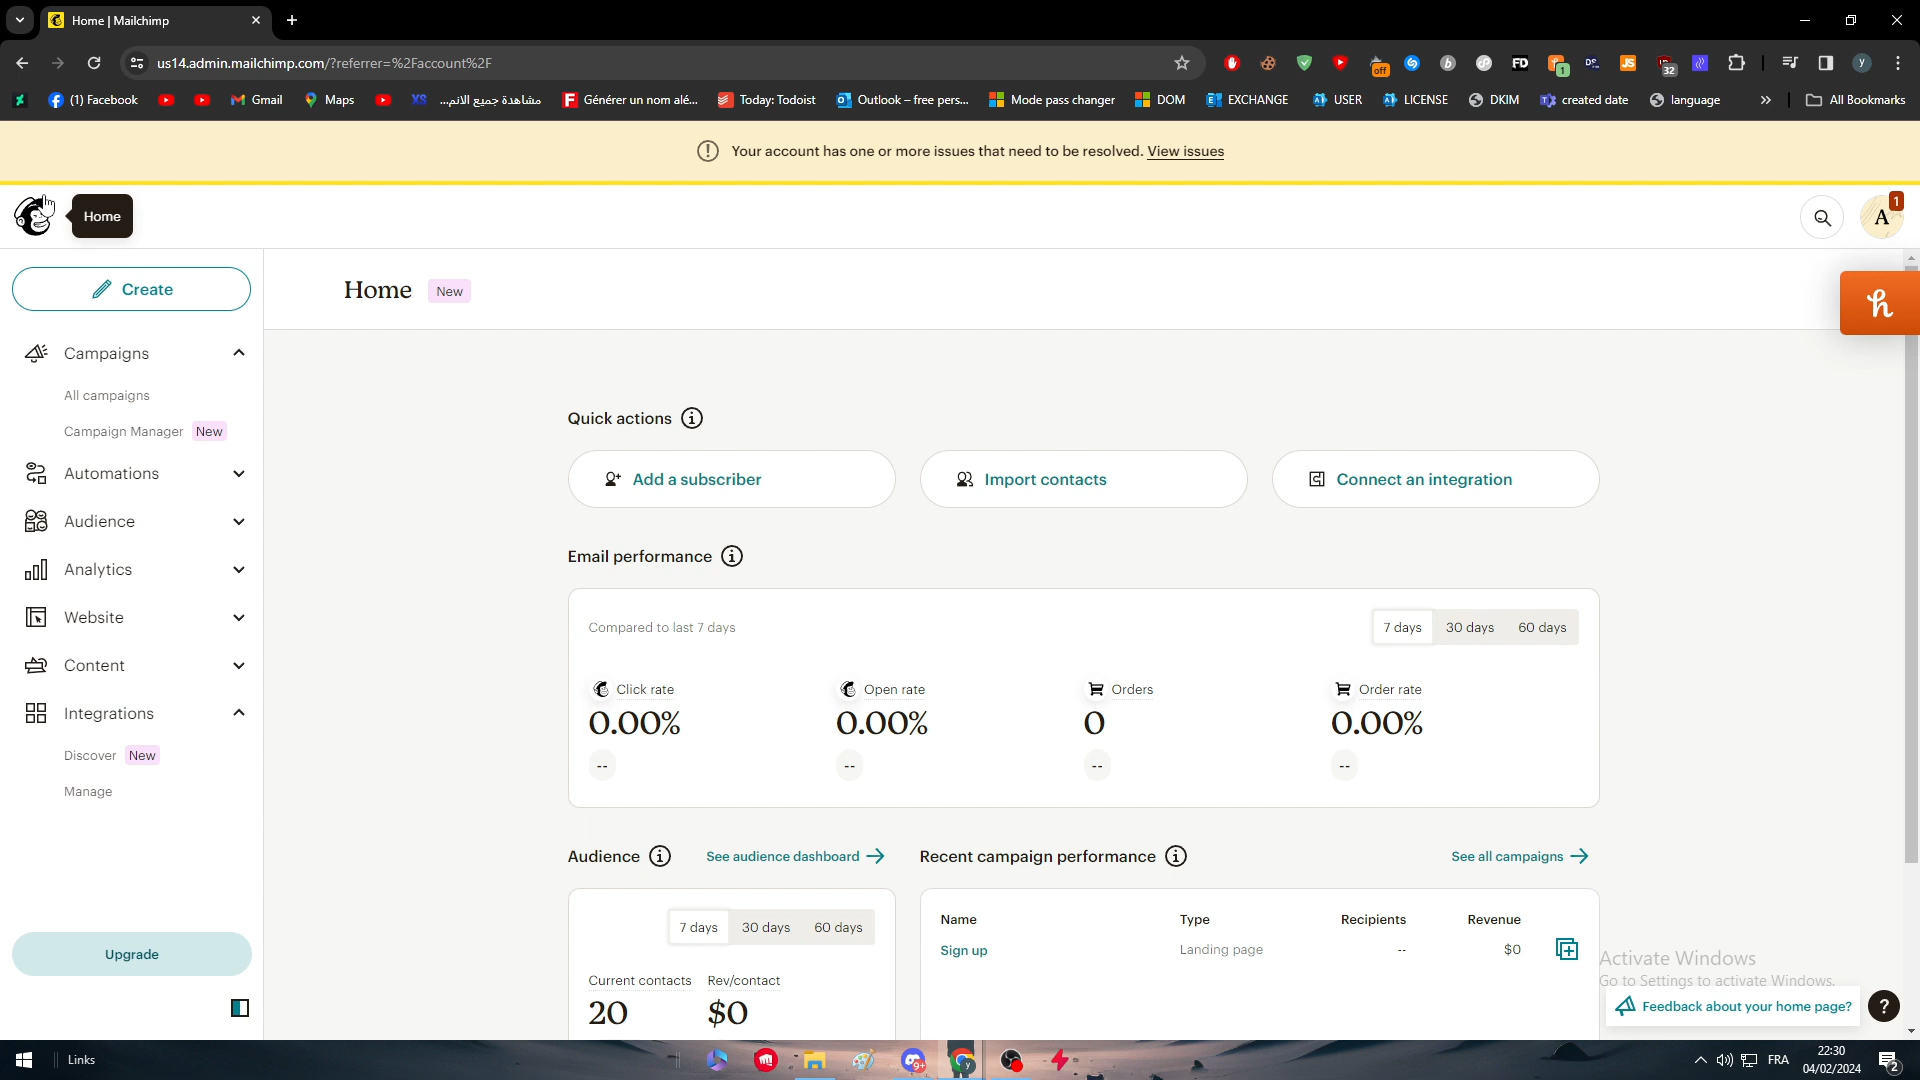 Home | Mailchimp
us14.admin.mailchimp.com/?referrer=%2Faccount%2F
off
FD
1
JS
32
y
(1) Facebook
Gmail
Maps
مشاهدة جميع الانم...
Générer un nom alé...
Today: Todoist
Outlook – free pers...
Mode pass changer
DOM
EXCHANGE
USER
LICENSE
DKIM
created date
language
All Bookmarks
Your account has one or more issues that need to be resolved. View issues
Home
A
1
Create
Home New
Campaigns
All campaigns
Campaign Manager New
Automations
Audience
Analytics
Website
Content
Integrations
Discover New
Manage
Upgrade
Quick actions
Add a subscriber
Import contacts
Connect an integration
Email performance
Compared to last 7 days
7 days 30 days 60 days
Click rate Open rate Orders Order rate
0.00% 0.00% 0 0.00%
-- -- -- --
Audience See audience dashboard
7 days 30 days 60 days
Current contacts Rev/contact
20 $0
Recent campaign performance See all campaigns
Name Type Recipients Revenue
Sign up Landing page -- $0
Activate Windows
Go to Settings to activate Windows.
Feedback about your home page?
?
Links
9+
FRA
22:30
04/02/2024
2